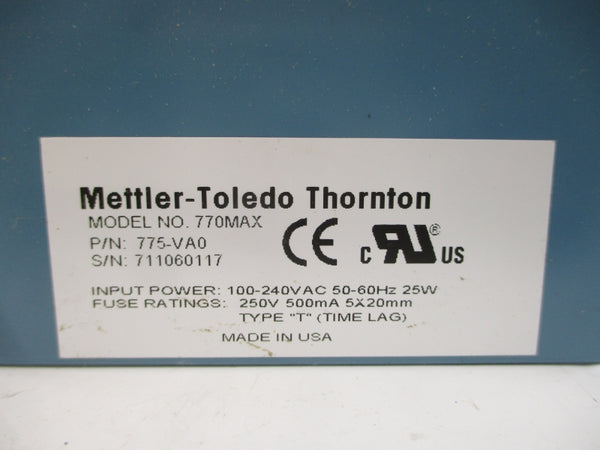 Mettler-Toledo Thornton
MODEL NO. 770MAX
P/N: 775-VA0
S/N: 711060117
CE c RU® US
INPUT POWER: 100-240VAC 50-60Hz 25W
FUSE RATINGS: 250V 500mA 5X20mm
TYPE "T" (TIME LAG)
MADE IN USA